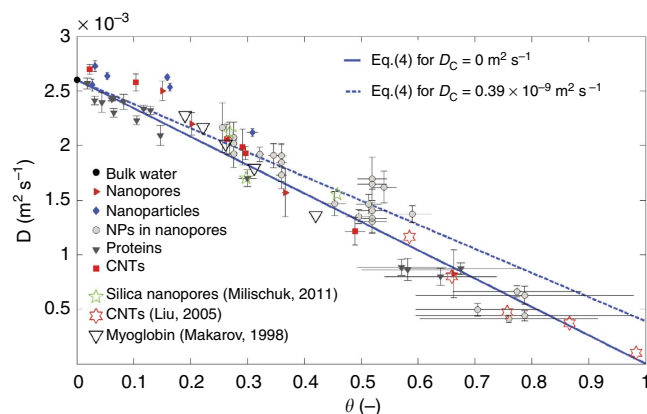 × 10⁻³
3
2.5
2
1.5
1
0.5
D (m² s⁻¹)
Eq.(4) for D_C = 0 m² s⁻¹
Eq.(4) for D_C = 0.39 × 10⁻⁹ m² s⁻¹
Bulk water
Nanopores
Nanoparticles
NPs in nanopores
Proteins
CNTs
Silica nanopores (Milischuk, 2011)
CNTs (Liu, 2005)
Myoglobin (Makarov, 1998)
0 0.1 0.2 0.3 0.4 0.5 0.6 0.7 0.8 0.9 1
θ (–)